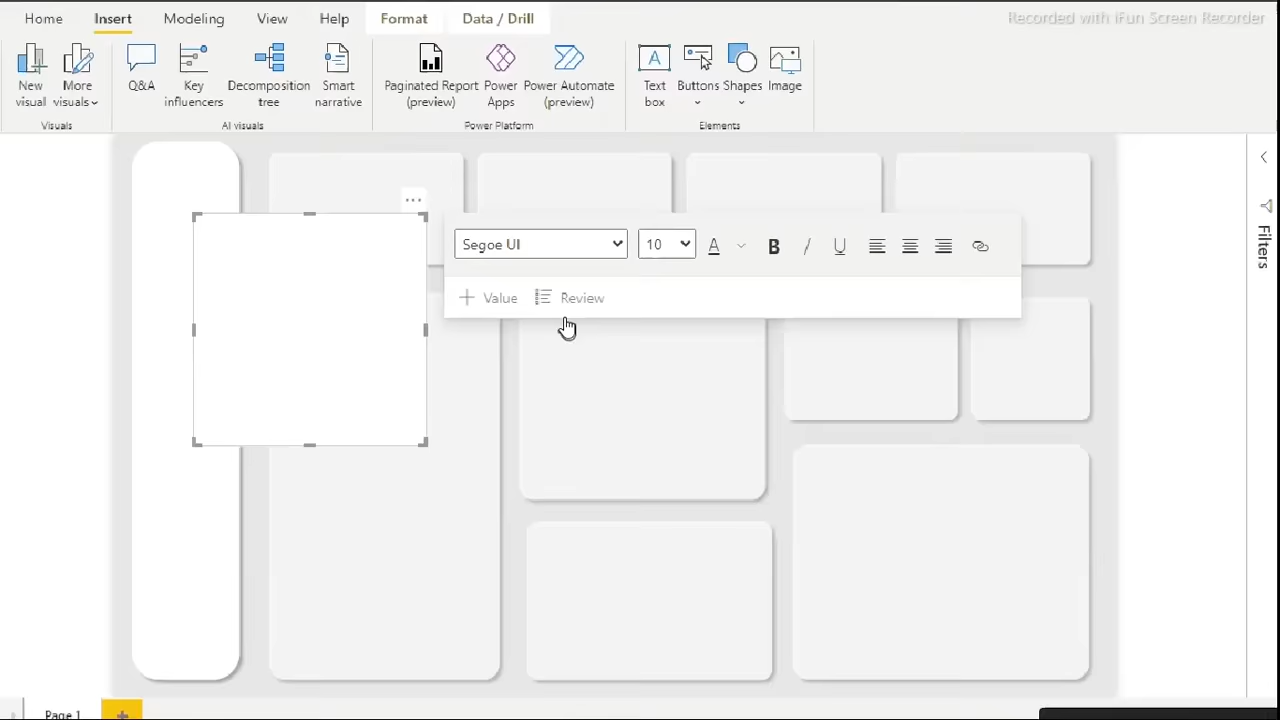 Home Insert Modeling View Help Format Data / Drill
Recorded with iFun Screen Recorder
New visual
More visuals
Q&A
Key influencers
Decomposition tree
Smart narrative
Paginated Report (preview)
Power Apps
Power Automate (preview)
Text box
Buttons
Shapes
Image
Visuals
AI visuals
Power Platform
Elements
...
Segoe UI
10
A
B
/
U
+ Value
Review
Filters
Page 1
+